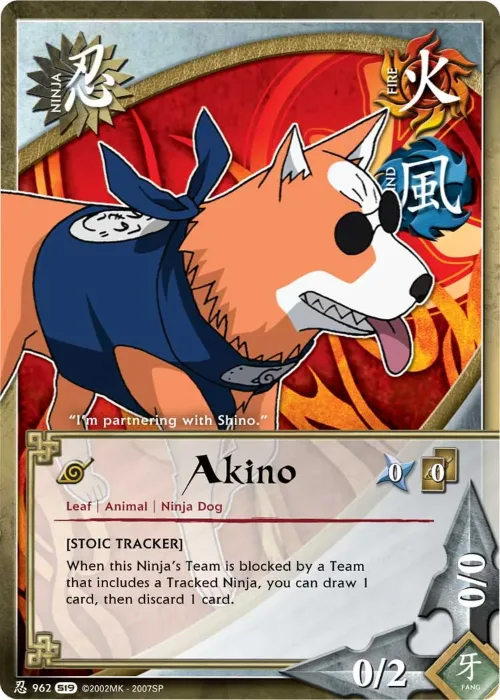 NINJA 忍
FIRE 火
風
"I'm partnering with Shino."
Akino
0 0
Leaf | Animal | Ninja Dog
[STOIC TRACKER]
When this Ninja's Team is blocked by a Team
that includes a Tracked Ninja, you can draw 1
card, then discard 1 card.
0/0
0/2
牙
FANG
忍 962 S19 ©2002MK - 2007SP